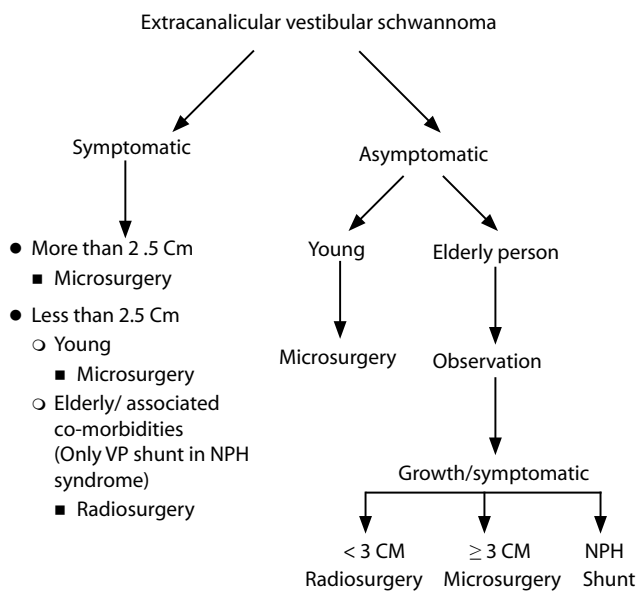 Extracanalicular vestibular schwannoma
Symptomatic
Asymptomatic
● More than 2 .5 Cm
■ Microsurgery
● Less than 2.5 Cm
❍ Young
■ Microsurgery
❍ Elderly/ associated
co-morbidities
(Only VP shunt in NPH
syndrome)
■ Radiosurgery
Young
Elderly person
Microsurgery
Observation
Growth/symptomatic
< 3 CM
Radiosurgery
≥ 3 CM
Microsurgery
NPH
Shunt